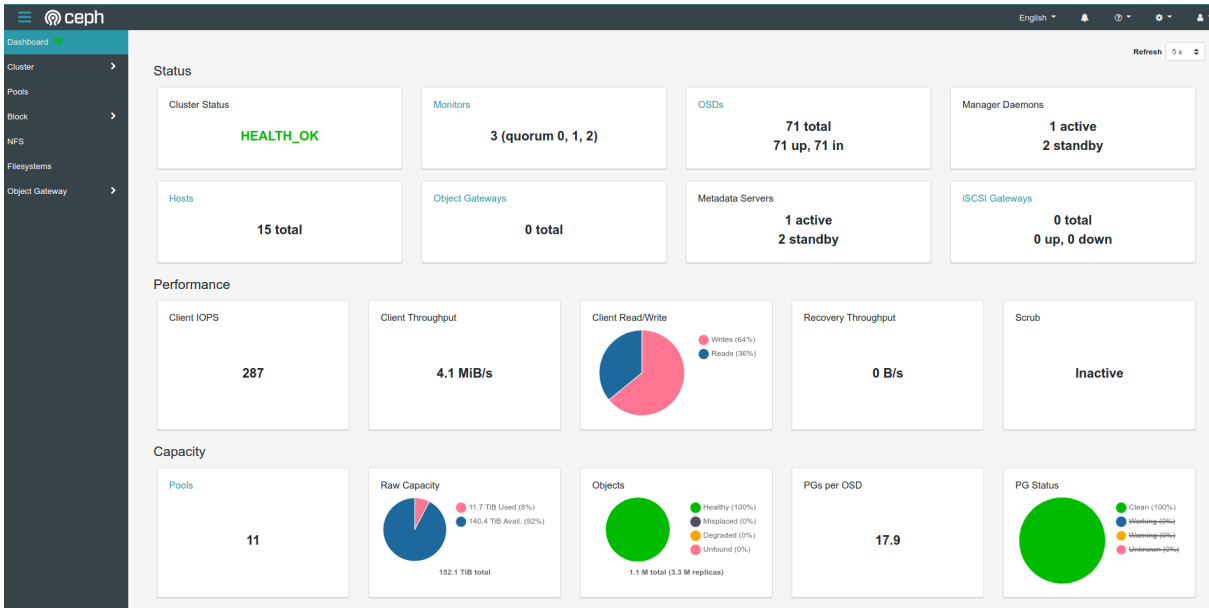 ceph
English
Dashboard
Cluster
Pools
Block
NFS
Filesystems
Object Gateway
Refresh 5 s
Status
Cluster Status
HEALTH_OK
Monitors
3 (quorum 0, 1, 2)
OSDs
71 total
71 up, 71 in
Manager Daemons
1 active
2 standby
Hosts
15 total
Object Gateways
0 total
Metadata Servers
1 active
2 standby
iSCSI Gateways
0 total
0 up, 0 down
Performance
Client IOPS
287
Client Throughput
4.1 MiB/s
Client Read/Write
Writes (64%)
Reads (36%)
Recovery Throughput
0 B/s
Scrub
Inactive
Capacity
Pools
11
Raw Capacity
11.7 TiB Used (8%)
140.4 TiB Avail. (92%)
152.1 TiB total
Objects
Healthy (100%)
Misplaced (0%)
Degraded (0%)
Unfound (0%)
1.1 M total (3.3 M replicas)
PGs per OSD
17.9
PG Status
Clean (100%)
Working (0%)
Warning (0%)
Unknown (0%)